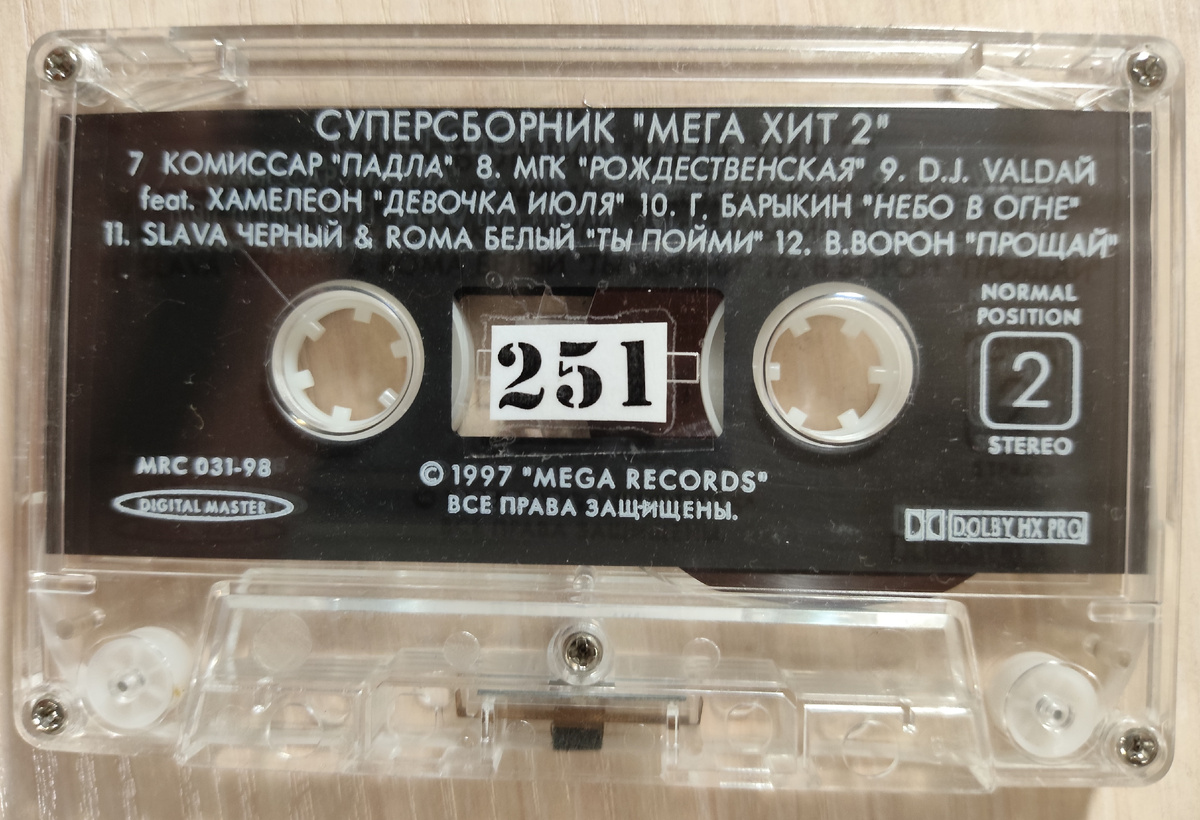 СУПЕРСБОРНИК "МЕГА ХИТ 2"
7 КОМИССАР "ПАДЛА" 8. МГК "РОЖДЕСТВЕНСКАЯ" 9. D.J. VALDAЙ
feat. ХАМЕЛЕОН "ДЕВОЧКА ИЮЛЯ" 10. Г. БАРЫКИН "НЕБО В ОГНЕ"
11. SLAVA ЧЕРНЫЙ & ROMA БЕЛЫЙ "ТЫ ПОЙМИ" 12. В.ВОРОН "ПРОЩАЙ"
NORMAL
POSITION
251
2
STEREO
MRC 031-98
© 1997 "MEGA RECORDS"
DIGITAL MASTER
ВСЕ ПРАВА ЗАЩИЩЕНЫ.
DOLBY HX PRO